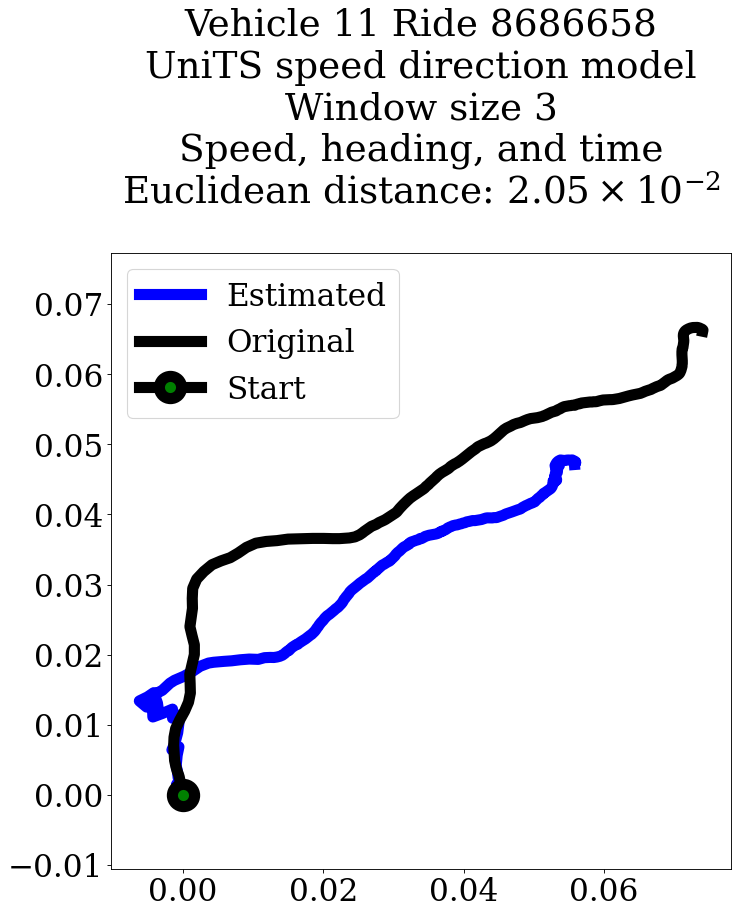 Vehicle 11 Ride 8686658
UniTS speed direction model
Window size 3
Speed, heading, and time
Euclidean distance: 2.05 × 10⁻²
Estimated
Original
Start
0.07
0.06
0.05
0.04
0.03
0.02
0.01
0.00
−0.01
0.00 0.02 0.04 0.06